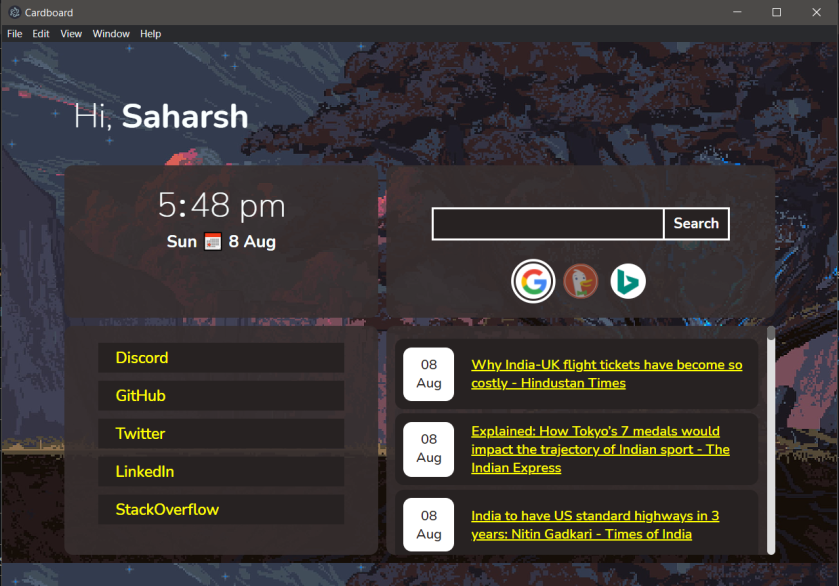 Cardboard
File Edit View Window Help
Hi, Saharsh
5:48 pm
Sun 8 Aug
Search
Discord
GitHub
Twitter
LinkedIn
StackOverflow
08
Aug
Why India-UK flight tickets have become so
costly - Hindustan Times
08
Aug
Explained: How Tokyo's 7 medals would
impact the trajectory of Indian sport - The
Indian Express
08
Aug
India to have US standard highways in 3
years: Nitin Gadkari - Times of India